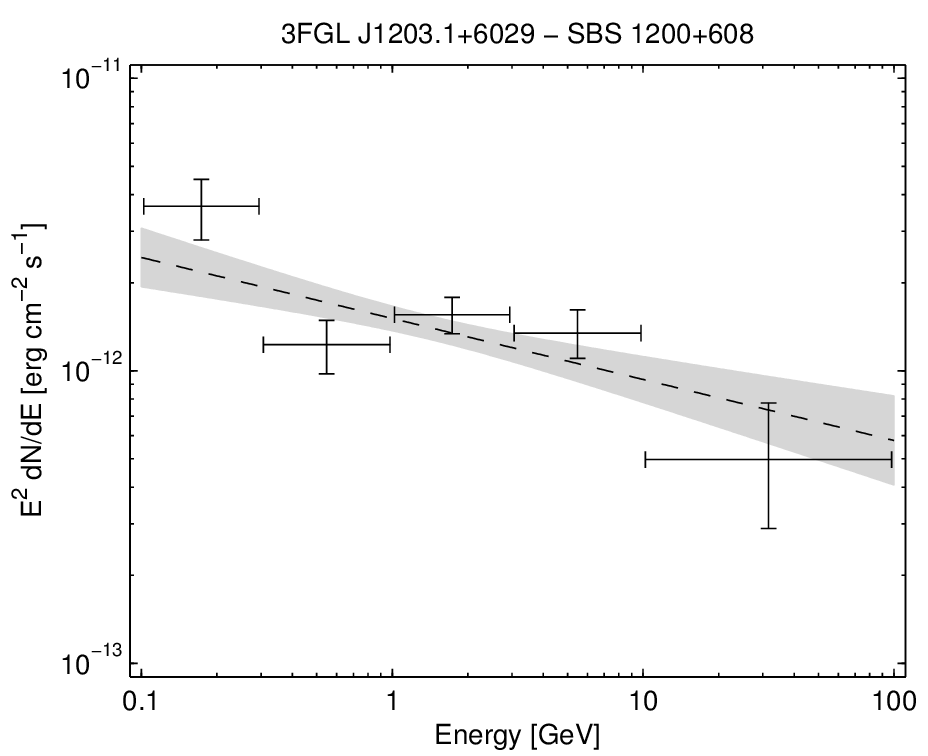 3FGL J1203.1+6029 − SBS 1200+608
10⁻¹¹
10⁻¹²
10⁻¹³
E² dN/dE [erg cm⁻² s⁻¹]
0.1 1 10 100
Energy [GeV]